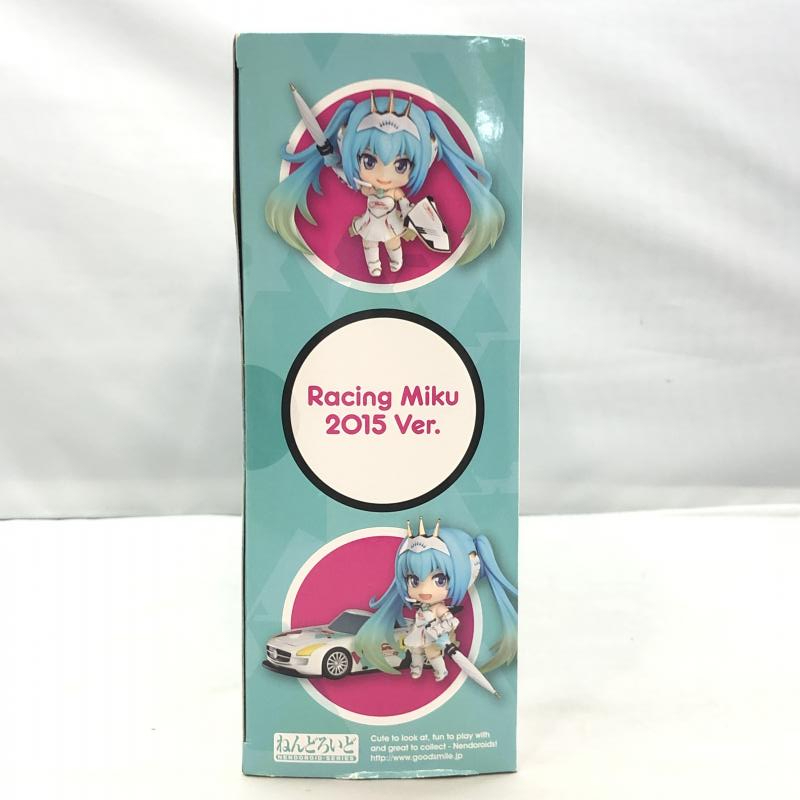 Racing Miku
2015 Ver.
ねんどろいど
NENDOROID SERIES
Cute to look at, fun to play with
and great to collect - Nendoroids!
http://www.goodsmile.jp